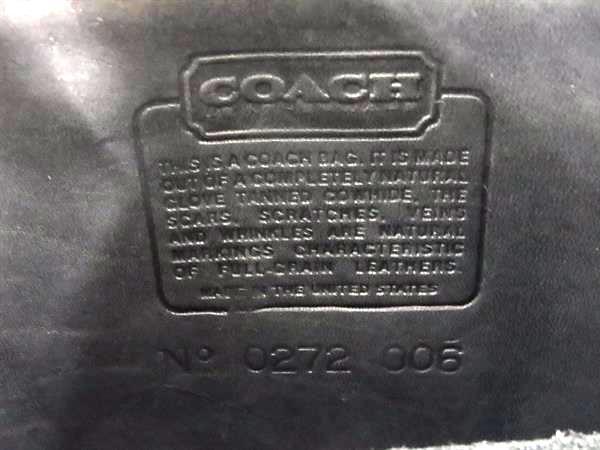 COACH
THIS IS A COACH BAG. IT IS MADE
OUT OF A COMPLETELY NATURAL
GLOVE TANNED COWHIDE, THE
SCARS, SCRATCHES, VEINS
AND WRINKLES ARE NATURAL
MARKINGS CHARACTERISTIC
OF FULL-GRAIN LEATHERS.
MADE IN THE UNITED STATES
Nº 0272 006